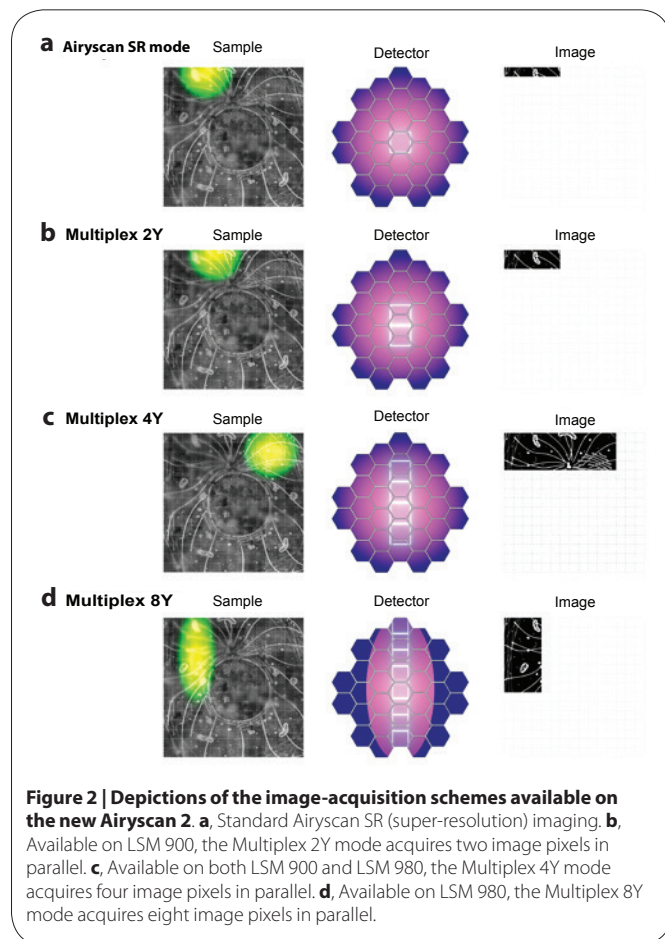 a Airyscan SR mode Sample Detector Image
b Multiplex 2Y Sample Detector Image
c Multiplex 4Y Sample Detector Image
d Multiplex 8Y Sample Detector Image
Figure 2 | Depictions of the image-acquisition schemes available on
the new Airyscan 2. a, Standard Airyscan SR (super-resolution) imaging. b,
Available on LSM 900, the Multiplex 2Y mode acquires two image pixels in
parallel. c, Available on both LSM 900 and LSM 980, the Multiplex 4Y mode
acquires four image pixels in parallel. d, Available on LSM 980, the Multiplex 8Y
mode acquires eight image pixels in parallel.